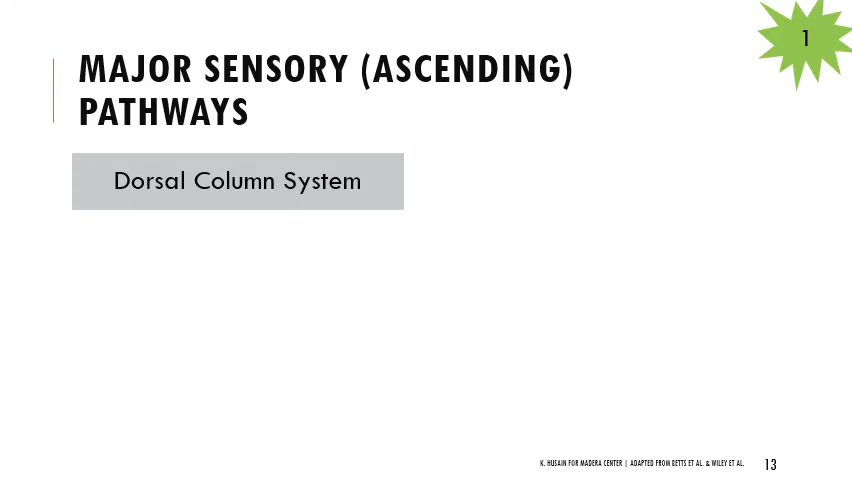 1
MAJOR SENSORY (ASCENDING)
PATHWAYS
Dorsal Column System
K. HUSAIN FOR MADERA CENTER | ADAPTED FROM BETTS ET AL. & WILEY ET AL.
13